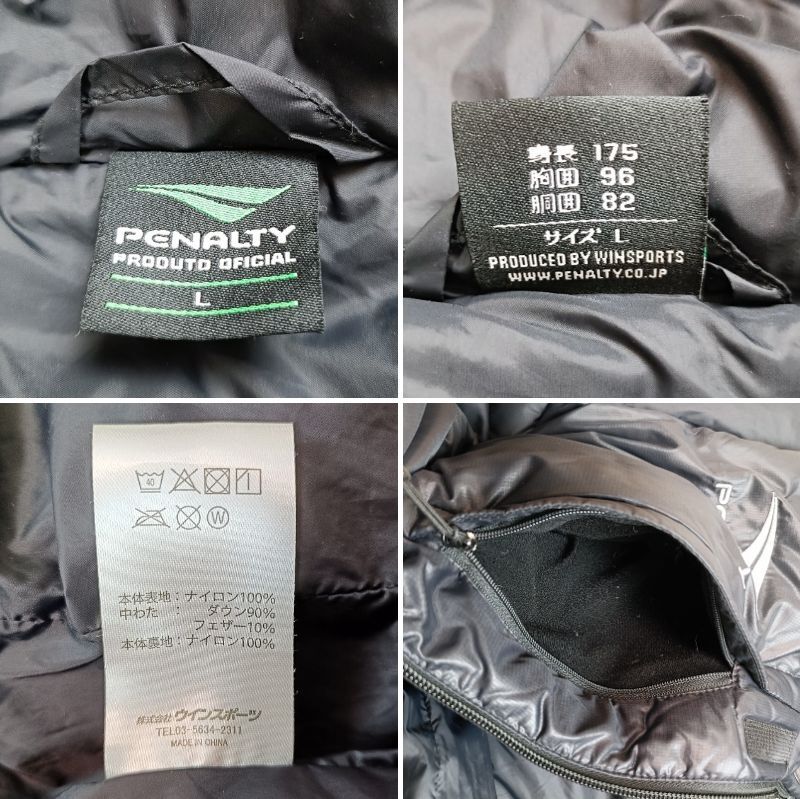 PENALTY
PRODUTO OFICIAL
L
身長 175
胸囲 96
胴囲 82
サイズ L
PRODUCED BY WINSPORTS
WWW.PENALTY.CO.JP
40
W
本体表地:ナイロン100%
中わた: ダウン90%
フェザー10%
本体裏地:ナイロン100%
株式会社ウインスポーツ
TEL03-5634-2311
MADE IN CHINA